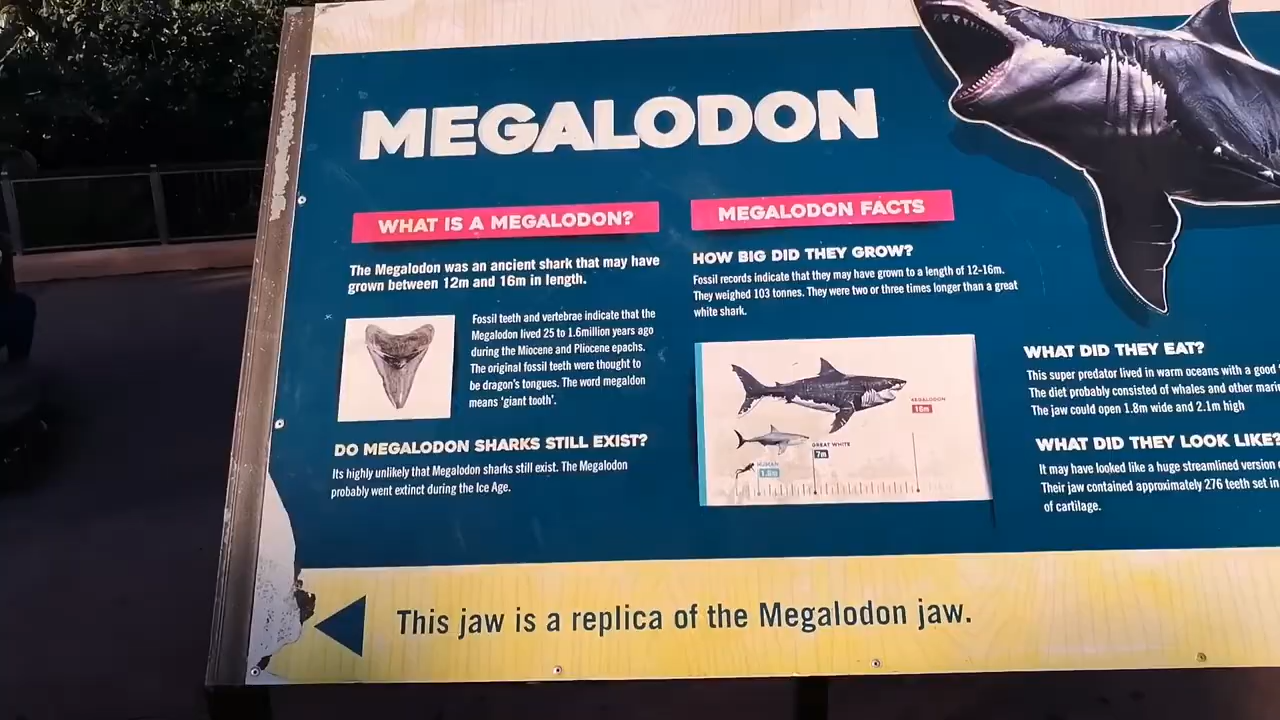 MEGALODON
WHAT IS A MEGALODON?
The Megalodon was an ancient shark that may have
grown between 12m and 16m in length.
Fossil teeth and vertebrae indicate that the
Megalodon lived 25 to 1.6million years ago
during the Miocene and Pliocene epachs.
The original fossil teeth were thought to
be dragon's tongues. The word megaldon
means 'giant tooth'.
DO MEGALODON SHARKS STILL EXIST?
Its highly unlikely that Megalodon sharks still exist. The Megalodon
probably went extinct during the Ice Age.
MEGALODON FACTS
HOW BIG DID THEY GROW?
Fossil records indicate that they may have grown to a length of 12-16m.
They weighed 103 tonnes. They were two or three times longer than a great
white shark.
MEGALODON
16m
GREAT WHITE
7m
HUMAN
1.8m
WHAT DID THEY EAT?
This super predator lived in warm oceans with a good
The diet probably consisted of whales and other
The jaw could open 1.8m wide and 2.1m high
WHAT DID THEY LOOK LIKE?
It may have looked like a huge streamlined version
Their jaw contained approximately 276 teeth set in
of cartilage.
This jaw is a replica of the Megalodon jaw.